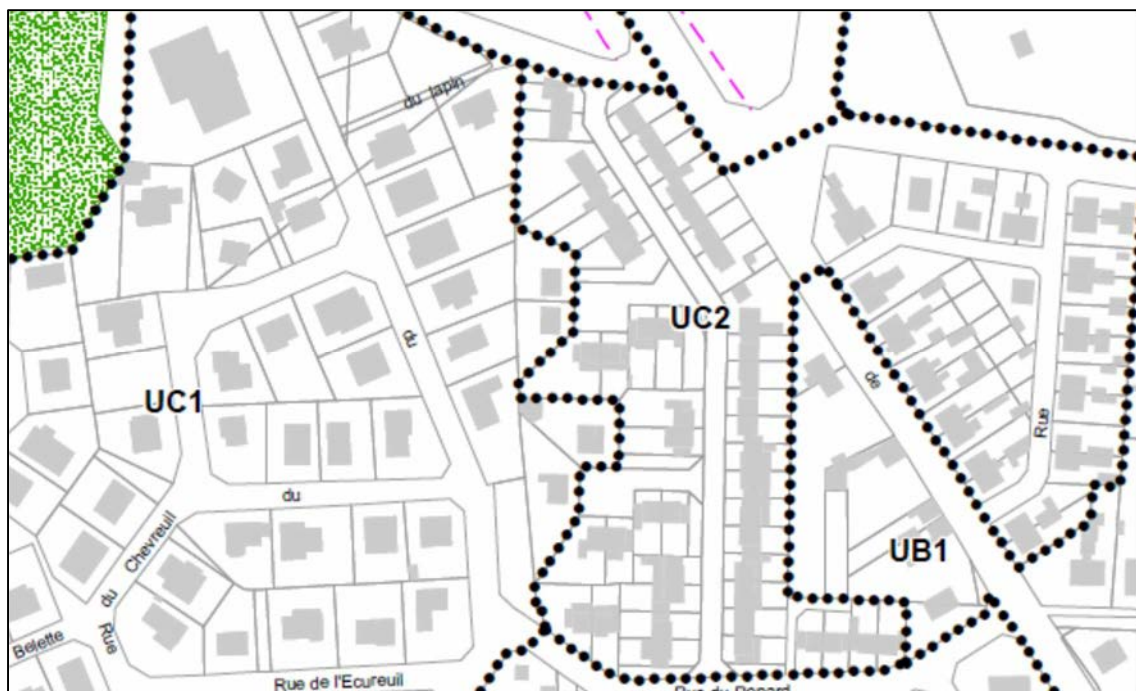 du lapin
UC2
du
de
UC1
Rue
du
Chevreuil
UB1
du
Rue
Belette
Rue de l'Ecureuil
Rue du Renard